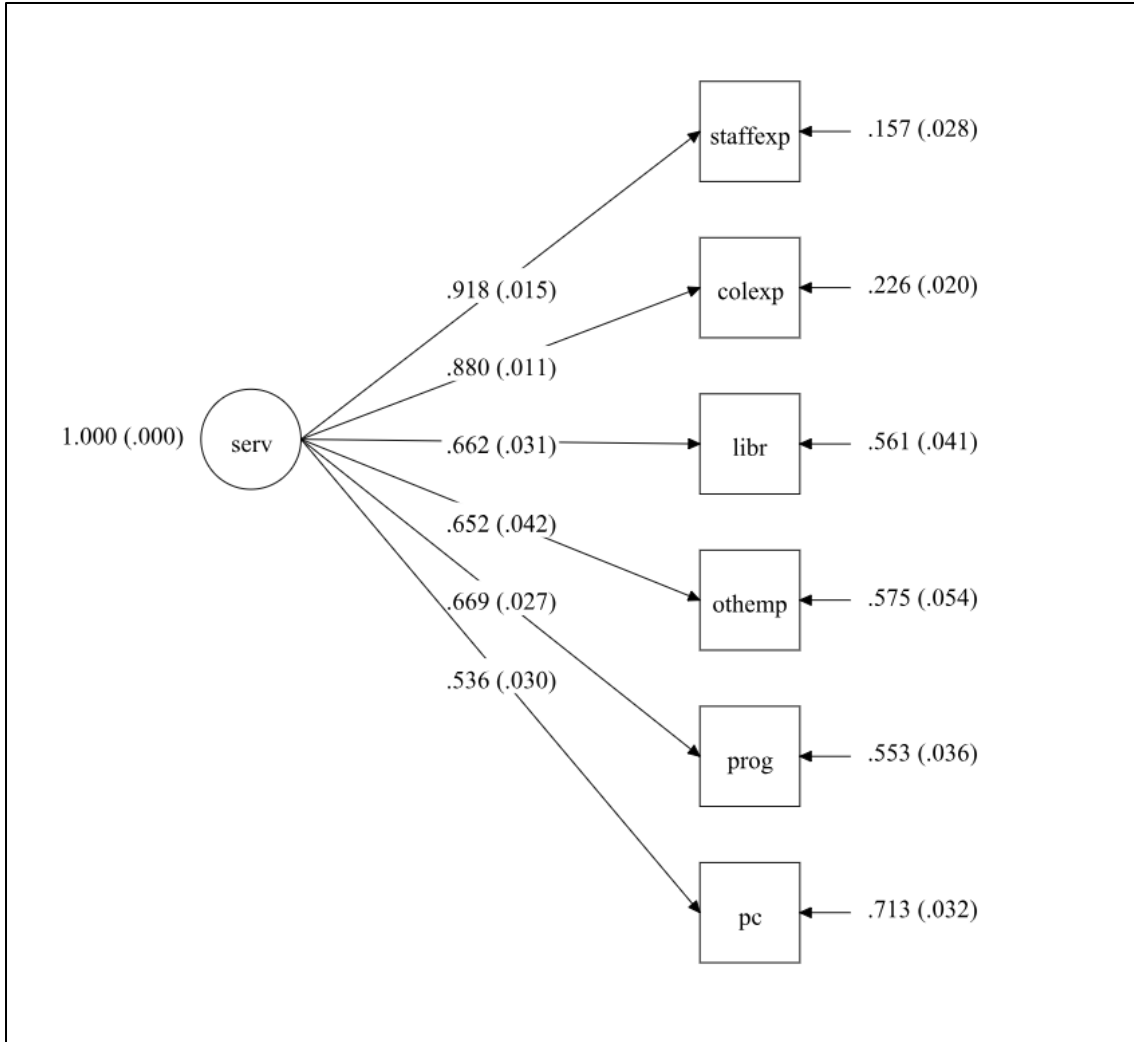 staffexp
.157 (.028)
.918 (.015)
colexp
.226 (.020)
.880 (.011)
1.000 (.000)
serv
.662 (.031)
libr
.561 (.041)
.652 (.042)
othemp
.575 (.054)
.669 (.027)
.536 (.030)
prog
.553 (.036)
pc
.713 (.032)